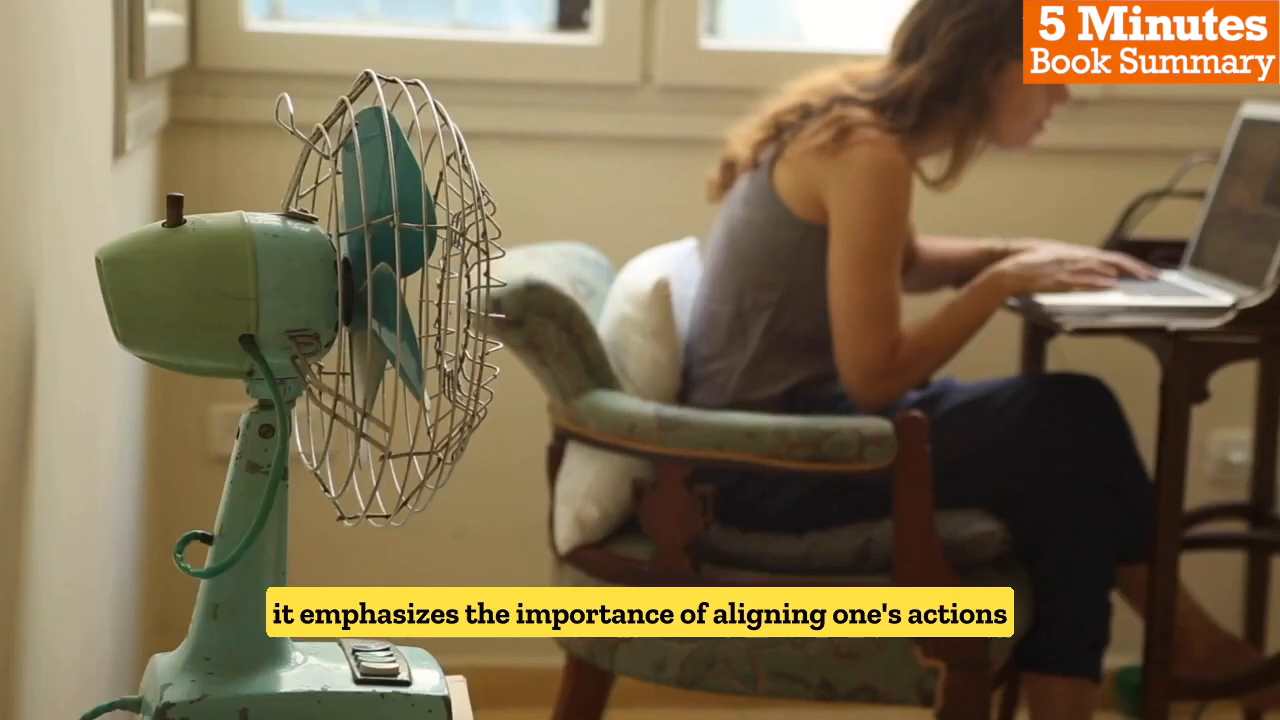 5 Minutes
Book Summary
it emphasizes the importance of aligning one's actions